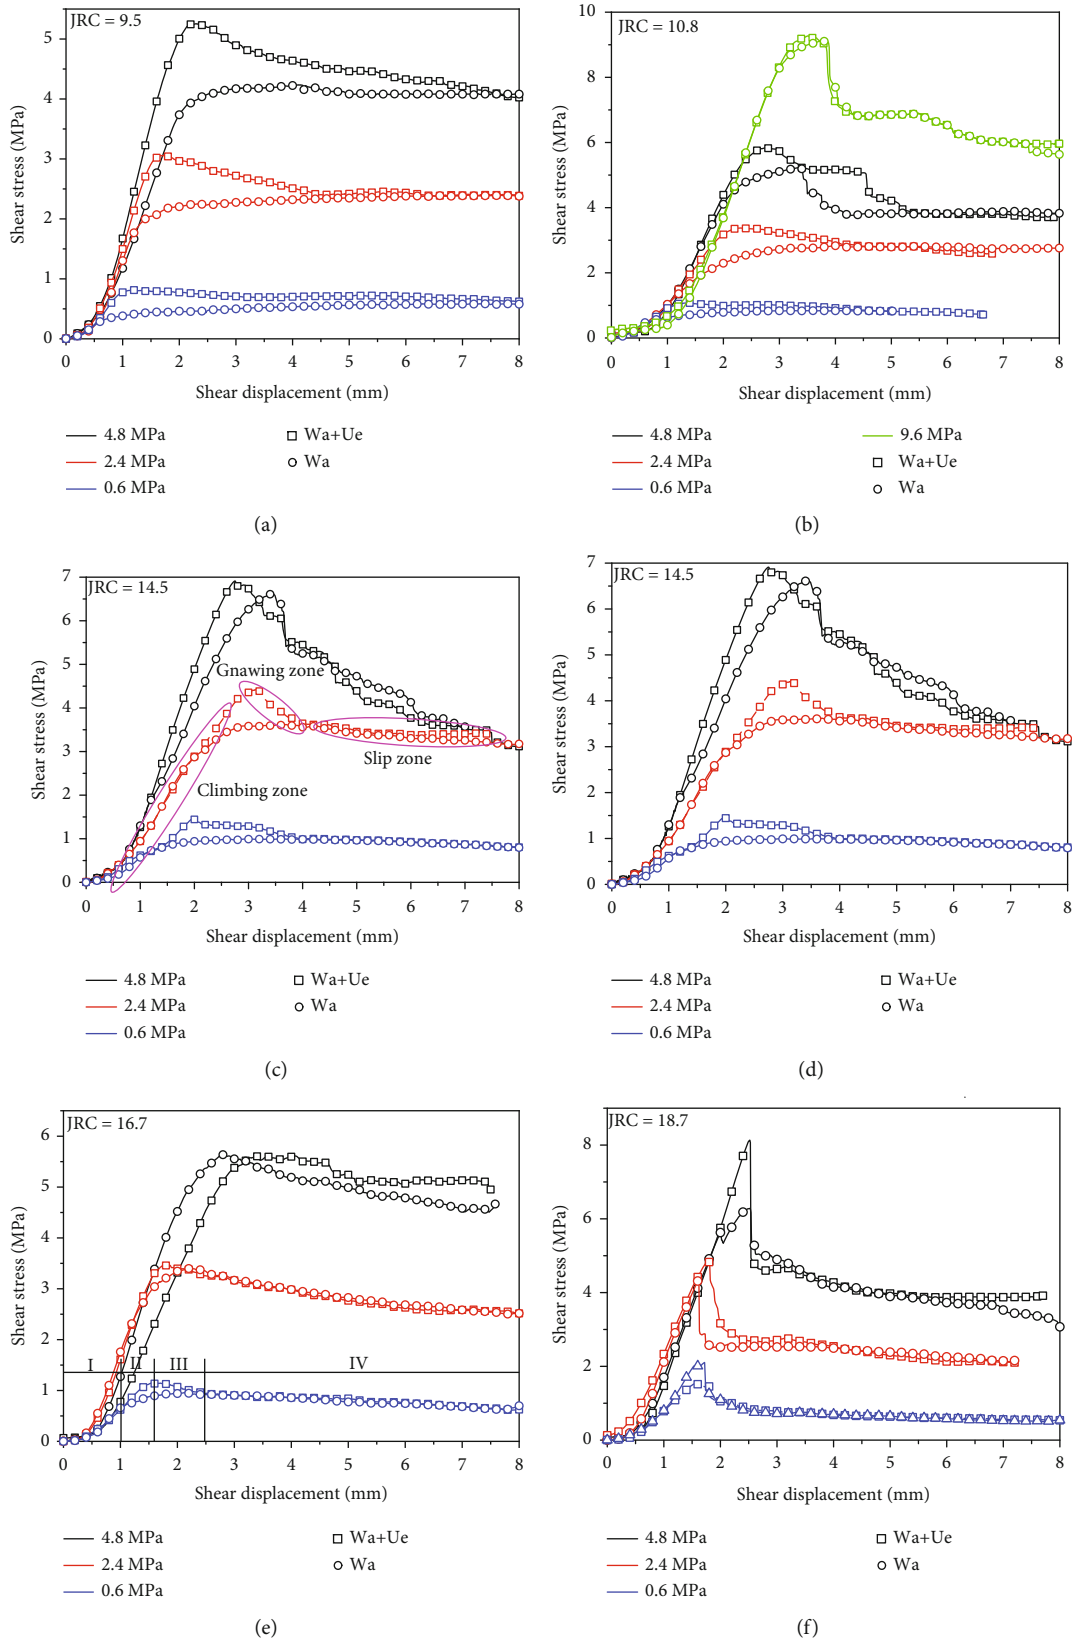 JRC = 9.5
Shear stress (MPa)
5
4
3
2
1
0
0 1 2 3 4 5 6 7 8
Shear displacement (mm)
4.8 MPa
2.4 MPa
0.6 MPa
Wa+Ue
Wa
(a)
JRC = 10.8
Shear stress (MPa)
10
8
6
4
2
0
0 1 2 3 4 5 6 7 8
Shear displacement (mm)
4.8 MPa
2.4 MPa
0.6 MPa
9.6 MPa
Wa+Ue
Wa
(b)
JRC = 14.5
Shear stress (MPa)
7
6
5
4
3
2
1
0
Gnawing zone
Slip zone
Climbing zone
0 1 2 3 4 5 6 7 8
Shear displacement (mm)
4.8 MPa
2.4 MPa
0.6 MPa
Wa+Ue
Wa
(c)
JRC = 14.5
Shear stress (MPa)
7
6
5
4
3
2
1
0
0 1 2 3 4 5 6 7 8
Shear displacement (mm)
4.8 MPa
2.4 MPa
0.6 MPa
Wa+Ue
Wa
(d)
JRC = 16.7
Shear stress (MPa)
6
5
4
3
2
1
0
I II III IV
0 1 2 3 4 5 6 7 8
Shear displacement (mm)
4.8 MPa
2.4 MPa
0.6 MPa
Wa+Ue
Wa
(e)
JRC = 18.7
Shear stress (MPa)
8
6
4
2
0
0 1 2 3 4 5 6 7 8
Shear displacement (mm)
4.8 MPa
2.4 MPa
0.6 MPa
Wa+Ue
Wa
(f)